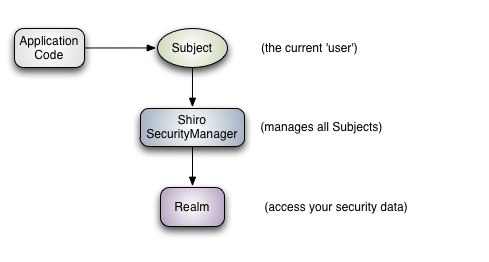 Application
Code
Subject
(the current 'user')
Shiro
SecurityManager
(manages all Subjects)
Realm
(access your security data)